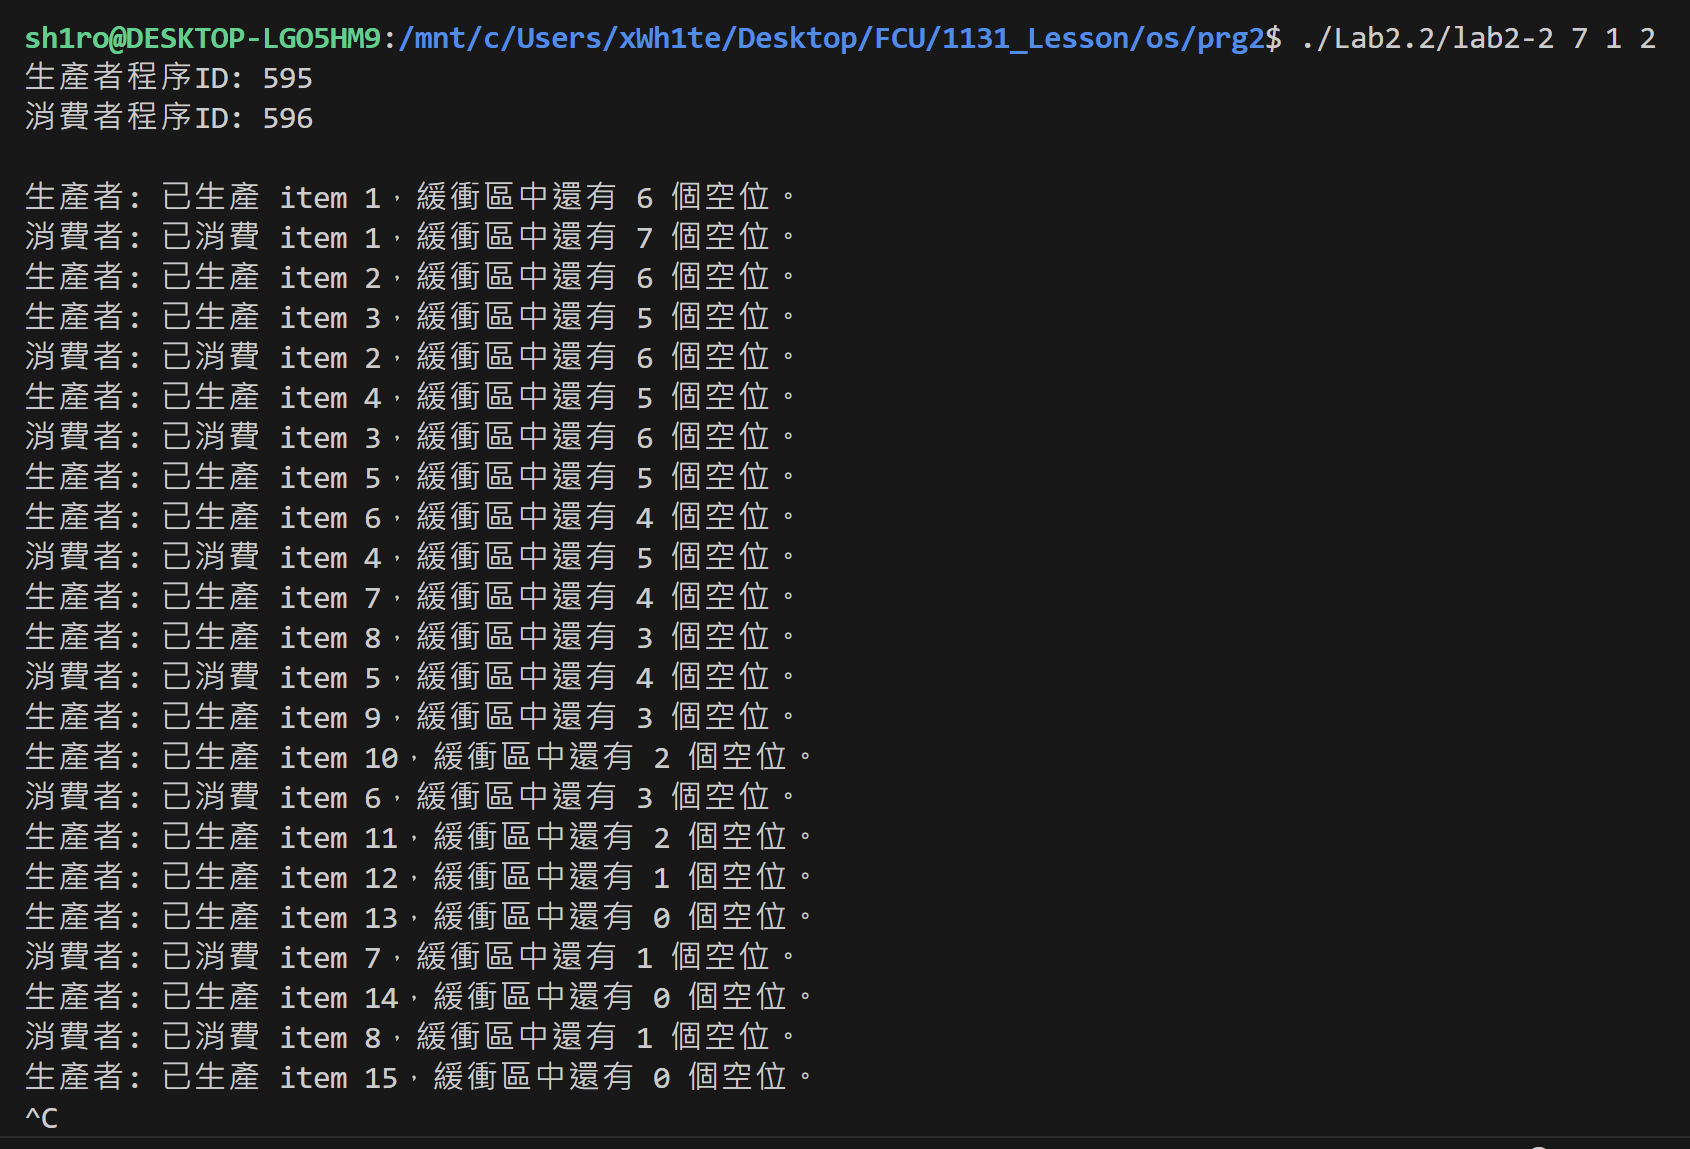 sh1ro@DESKTOP-LGO5HM9:/mnt/c/Users/xWh1te/Desktop/FCU/1131_Lesson/os/prg2$ ./Lab2.2/lab2-2 7 1 2
生產者程序ID: 595
消費者程序ID: 596
生產者: 已生產 item 1，緩衝區中還有 6 個空位。
消費者: 已消費 item 1，緩衝區中還有 7 個空位。
生產者: 已生產 item 2，緩衝區中還有 6 個空位。
生產者: 已生產 item 3，緩衝區中還有 5 個空位。
消費者: 已消費 item 2，緩衝區中還有 6 個空位。
生產者: 已生產 item 4，緩衝區中還有 5 個空位。
消費者: 已消費 item 3，緩衝區中還有 6 個空位。
生產者: 已生產 item 5，緩衝區中還有 5 個空位。
生產者: 已生產 item 6，緩衝區中還有 4 個空位。
消費者: 已消費 item 4，緩衝區中還有 5 個空位。
生產者: 已生產 item 7，緩衝區中還有 4 個空位。
生產者: 已生產 item 8，緩衝區中還有 3 個空位。
消費者: 已消費 item 5，緩衝區中還有 4 個空位。
生產者: 已生產 item 9，緩衝區中還有 3 個空位。
生產者: 已生產 item 10，緩衝區中還有 2 個空位。
消費者: 已消費 item 6，緩衝區中還有 3 個空位。
生產者: 已生產 item 11，緩衝區中還有 2 個空位。
生產者: 已生產 item 12，緩衝區中還有 1 個空位。
生產者: 已生產 item 13，緩衝區中還有 0 個空位。
消費者: 已消費 item 7，緩衝區中還有 1 個空位。
生產者: 已生產 item 14，緩衝區中還有 0 個空位。
消費者: 已消費 item 8，緩衝區中還有 1 個空位。
生產者: 已生產 item 15，緩衝區中還有 0 個空位。
^C